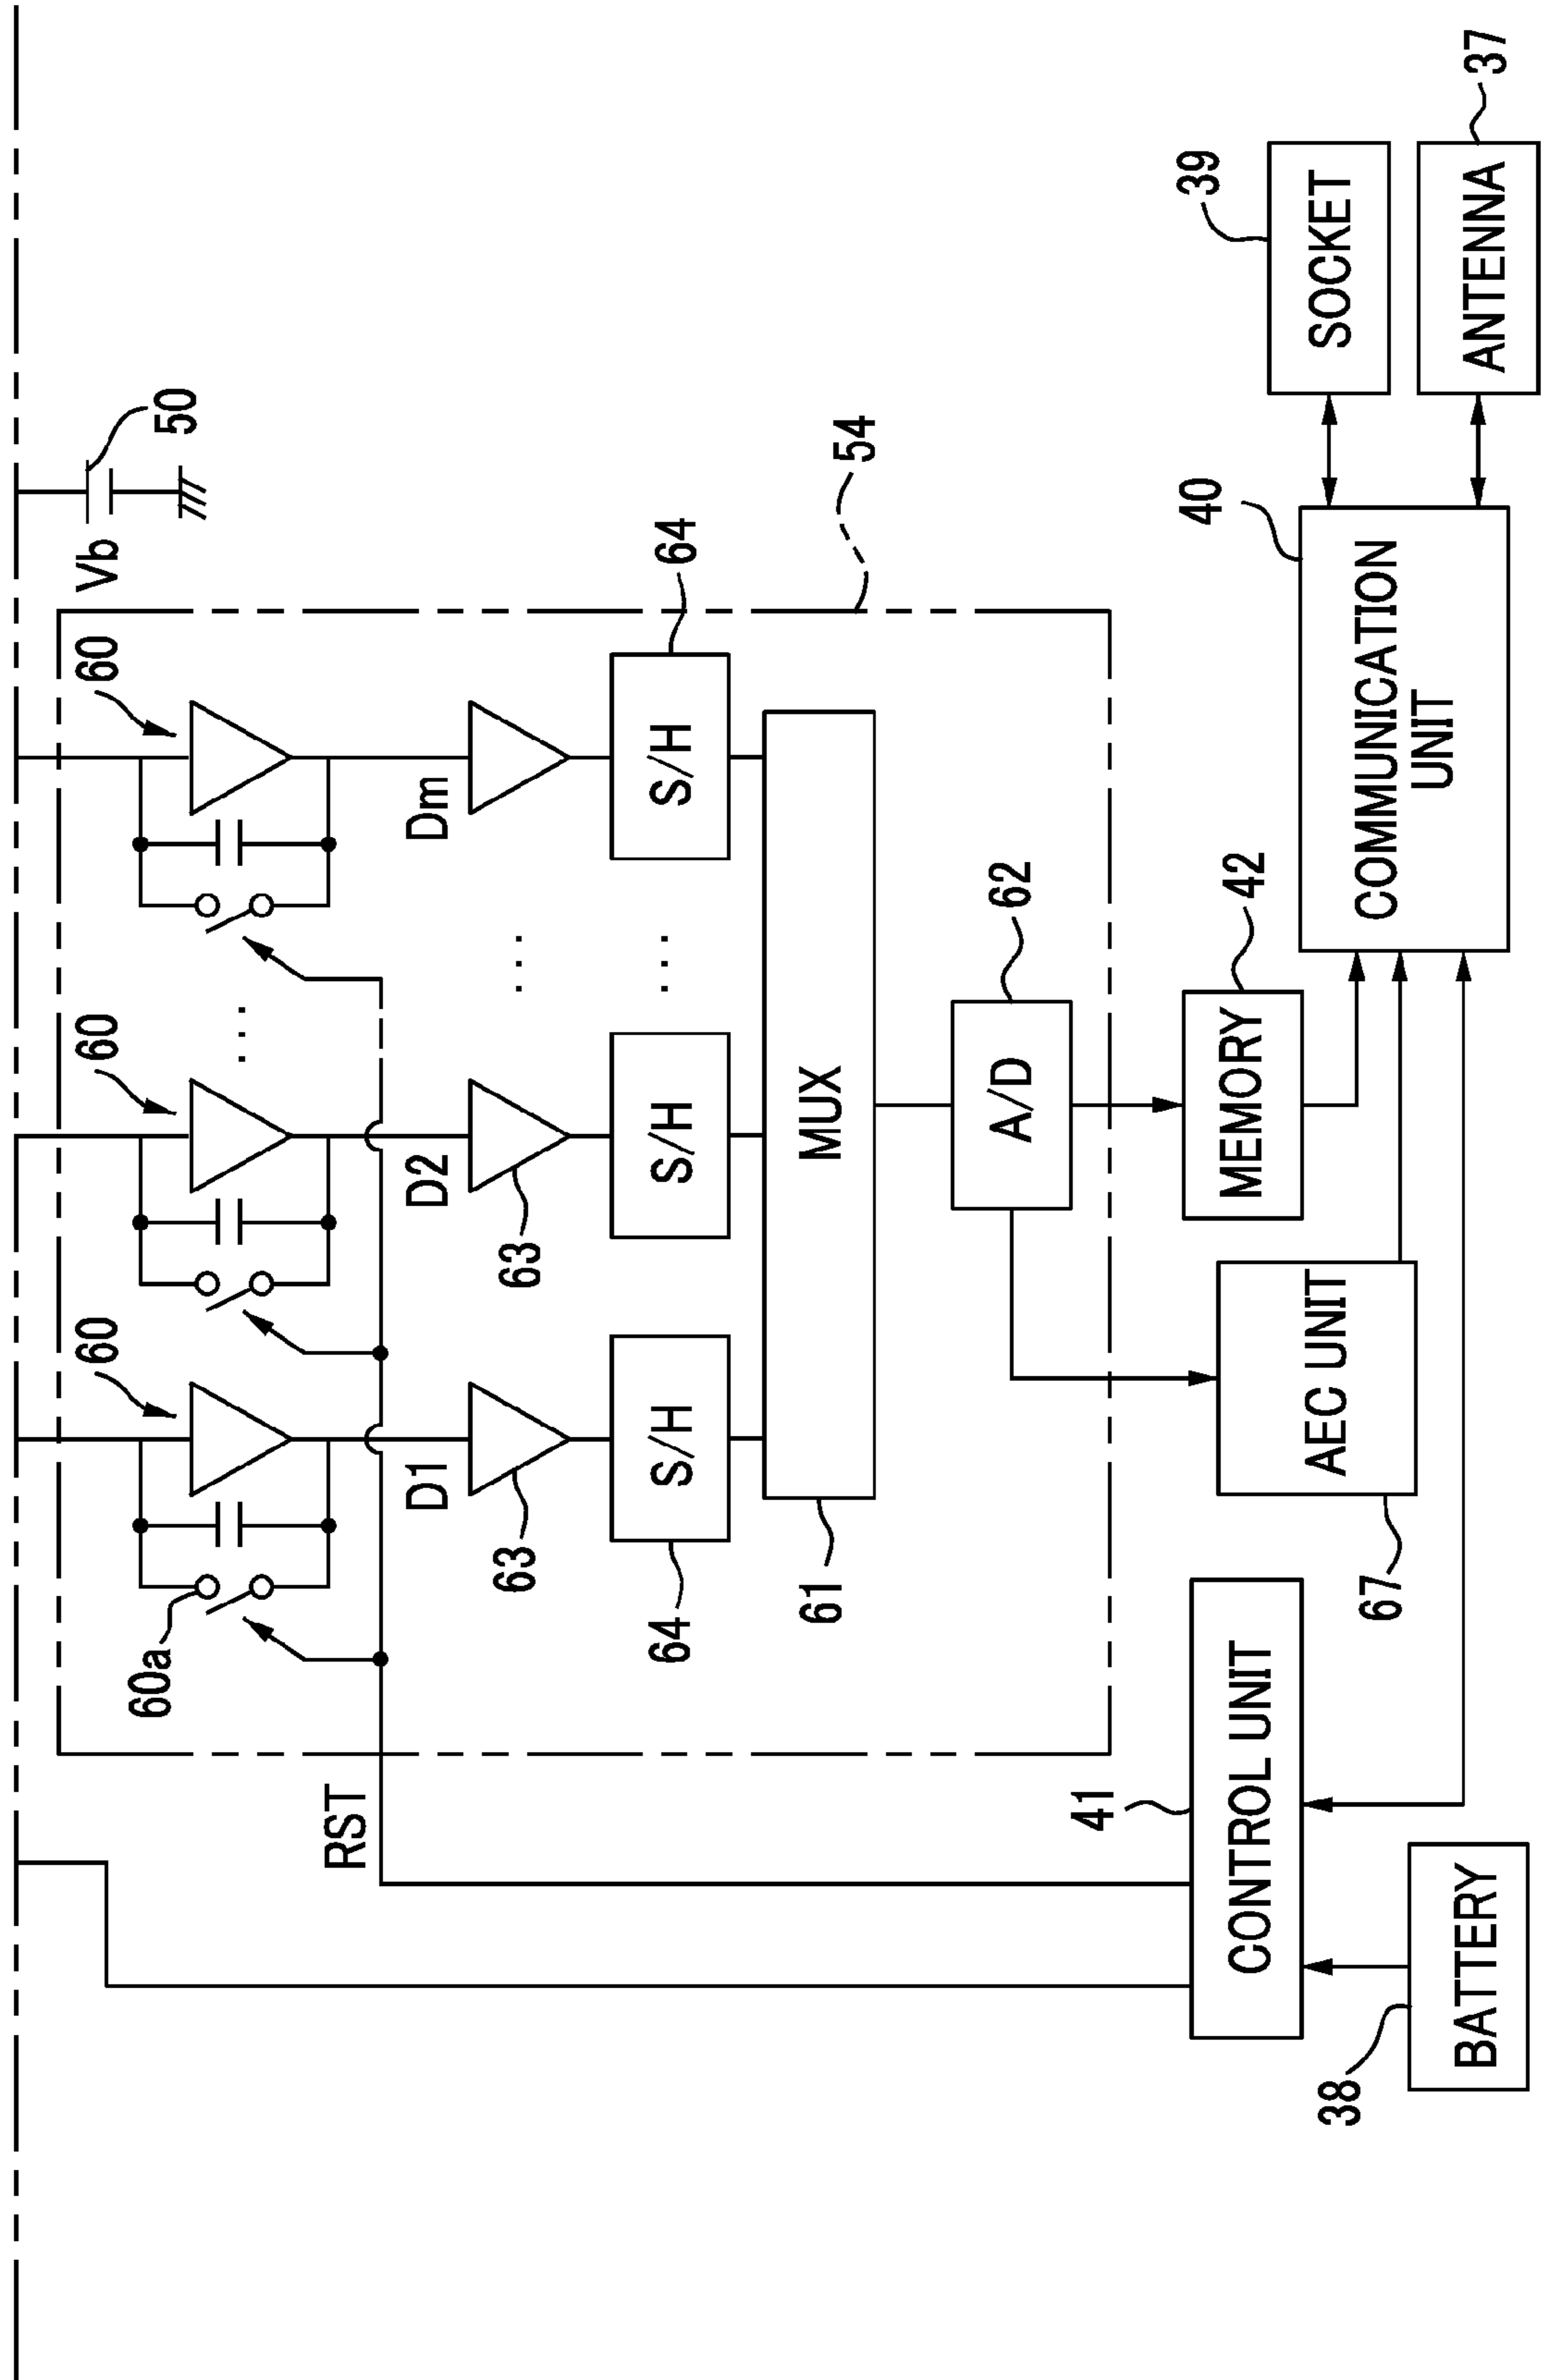 Vb
50
60
60
60
60a
54
RST
D1
D2
Dm
63
63
64
S/H
S/H
S/H
64
61
MUX
A/D
62
41
CONTROL UNIT
AEC UNIT
67
MEMORY
42
40
COMMUNICATION
UNIT
39
SOCKET
ANTENNA
37
38
BATTERY